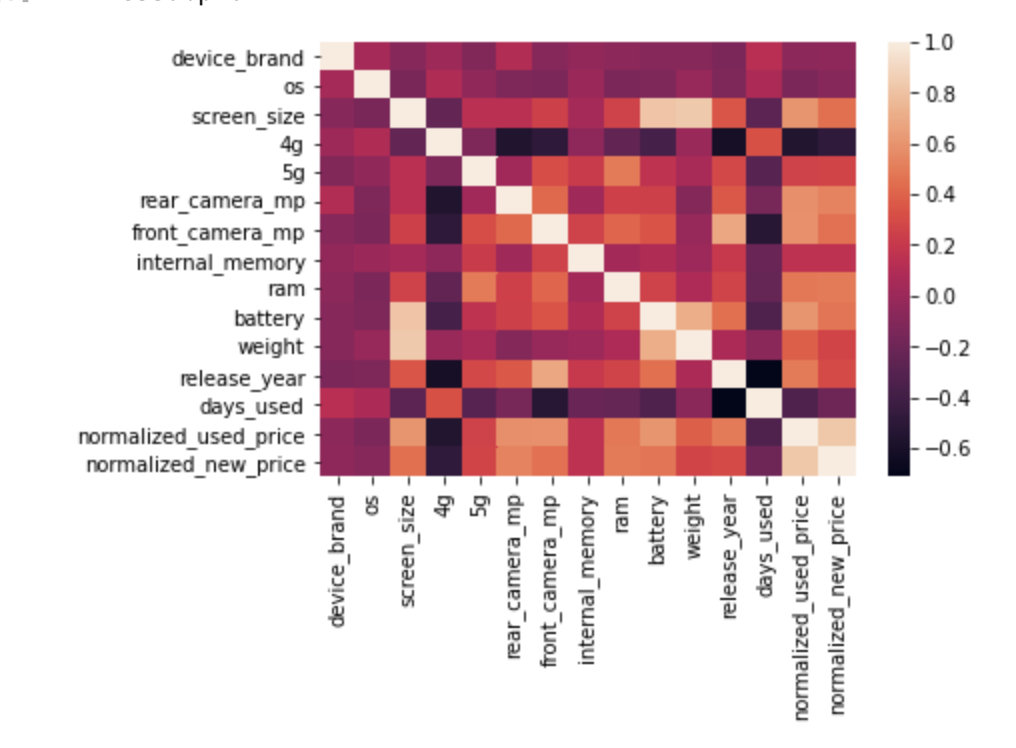 device_brand
os
screen_size
4g
5g
rear_camera_mp
front_camera_mp
internal_memory
ram
battery
weight
release_year
days_used
normalized_used_price
normalized_new_price
device_brand
os
screen_size
4g
5g
rear_camera_mp
front_camera_mp
internal_memory
ram
battery
weight
release_year
days_used
normalized_used_price
normalized_new_price
1.0
0.8
0.6
0.4
0.2
0.0
−0.2
−0.4
−0.6